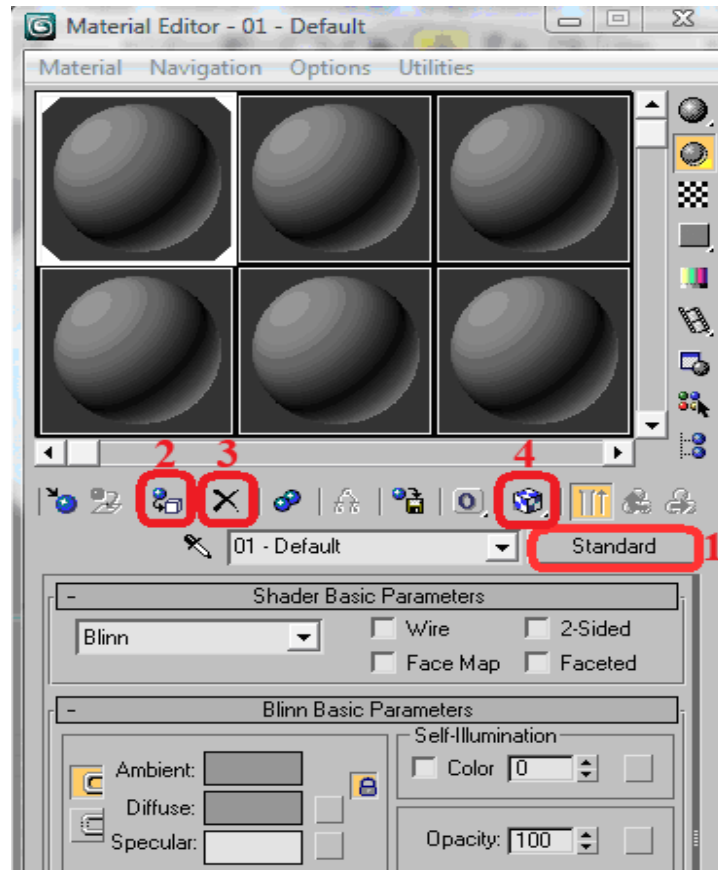 Material Editor - 01 - Default
Material Navigation Options Utilities
2 3 4
01 - Default Standard 1
- Shader Basic Parameters
Blinn Wire 2-Sided
Face Map Faceted
- Blinn Basic Parameters
Self-Illumination
Ambient: Color 0
Diffuse:
Specular: Opacity: 100